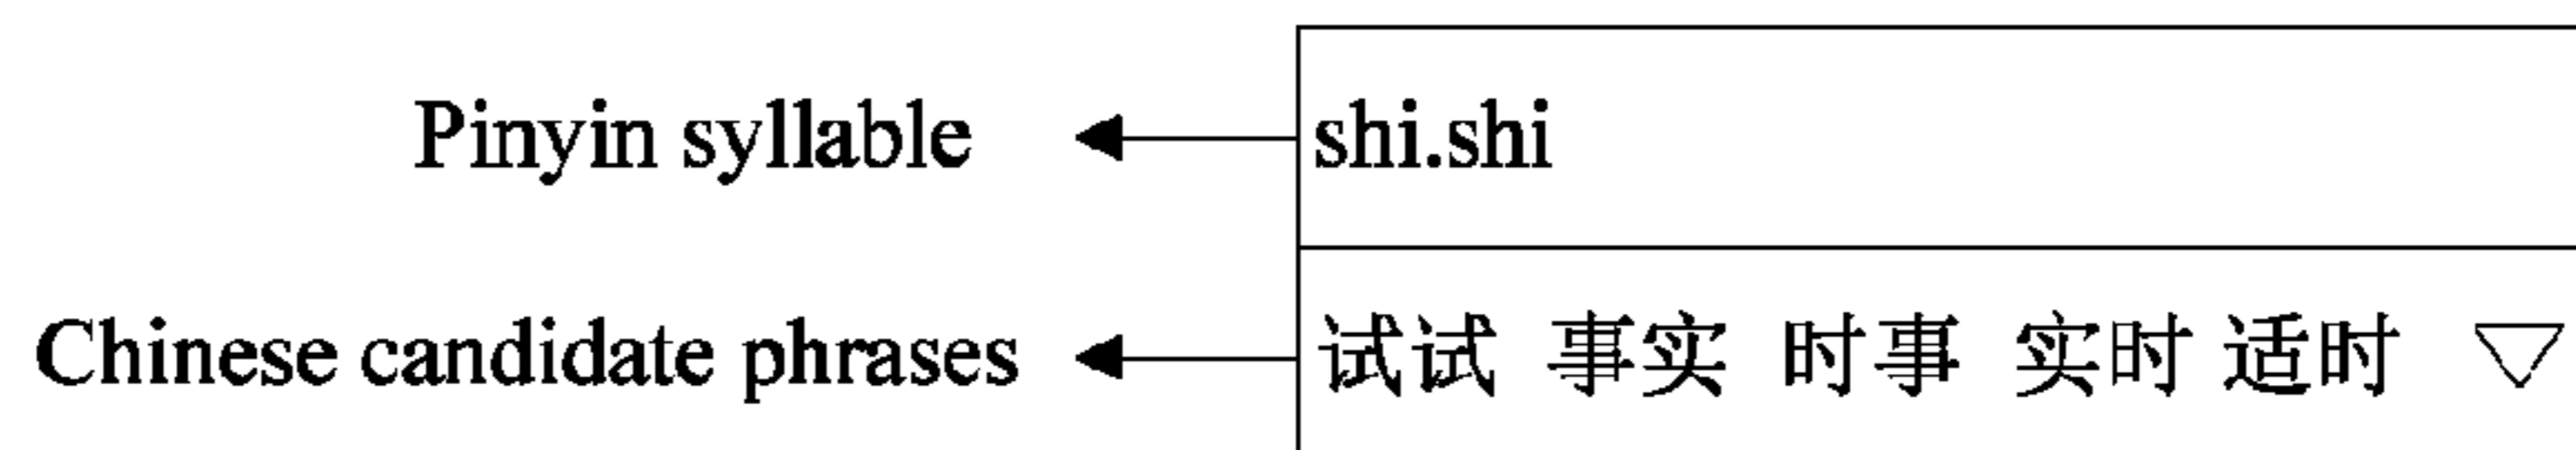 Pinyin syllable shi.shi
Chinese candidate phrases 试试 事实 时事 实时 适时